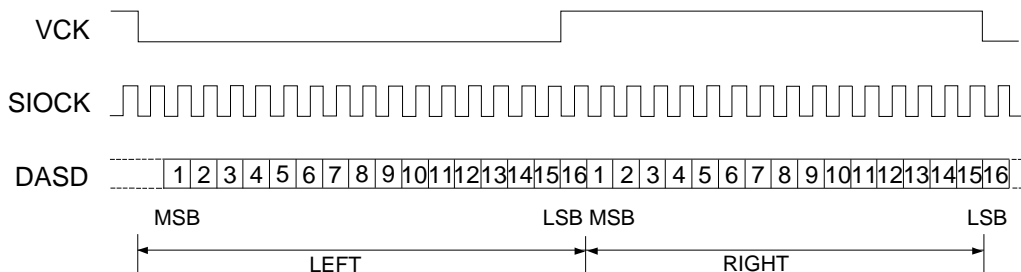 VCK
SIOCK
DASD 1 2 3 4 5 6 7 8 9 10 11 12 13 14 15 16 1 2 3 4 5 6 7 8 9 10 11 12 13 14 15 16
MSB LSB MSB LSB
LEFT RIGHT